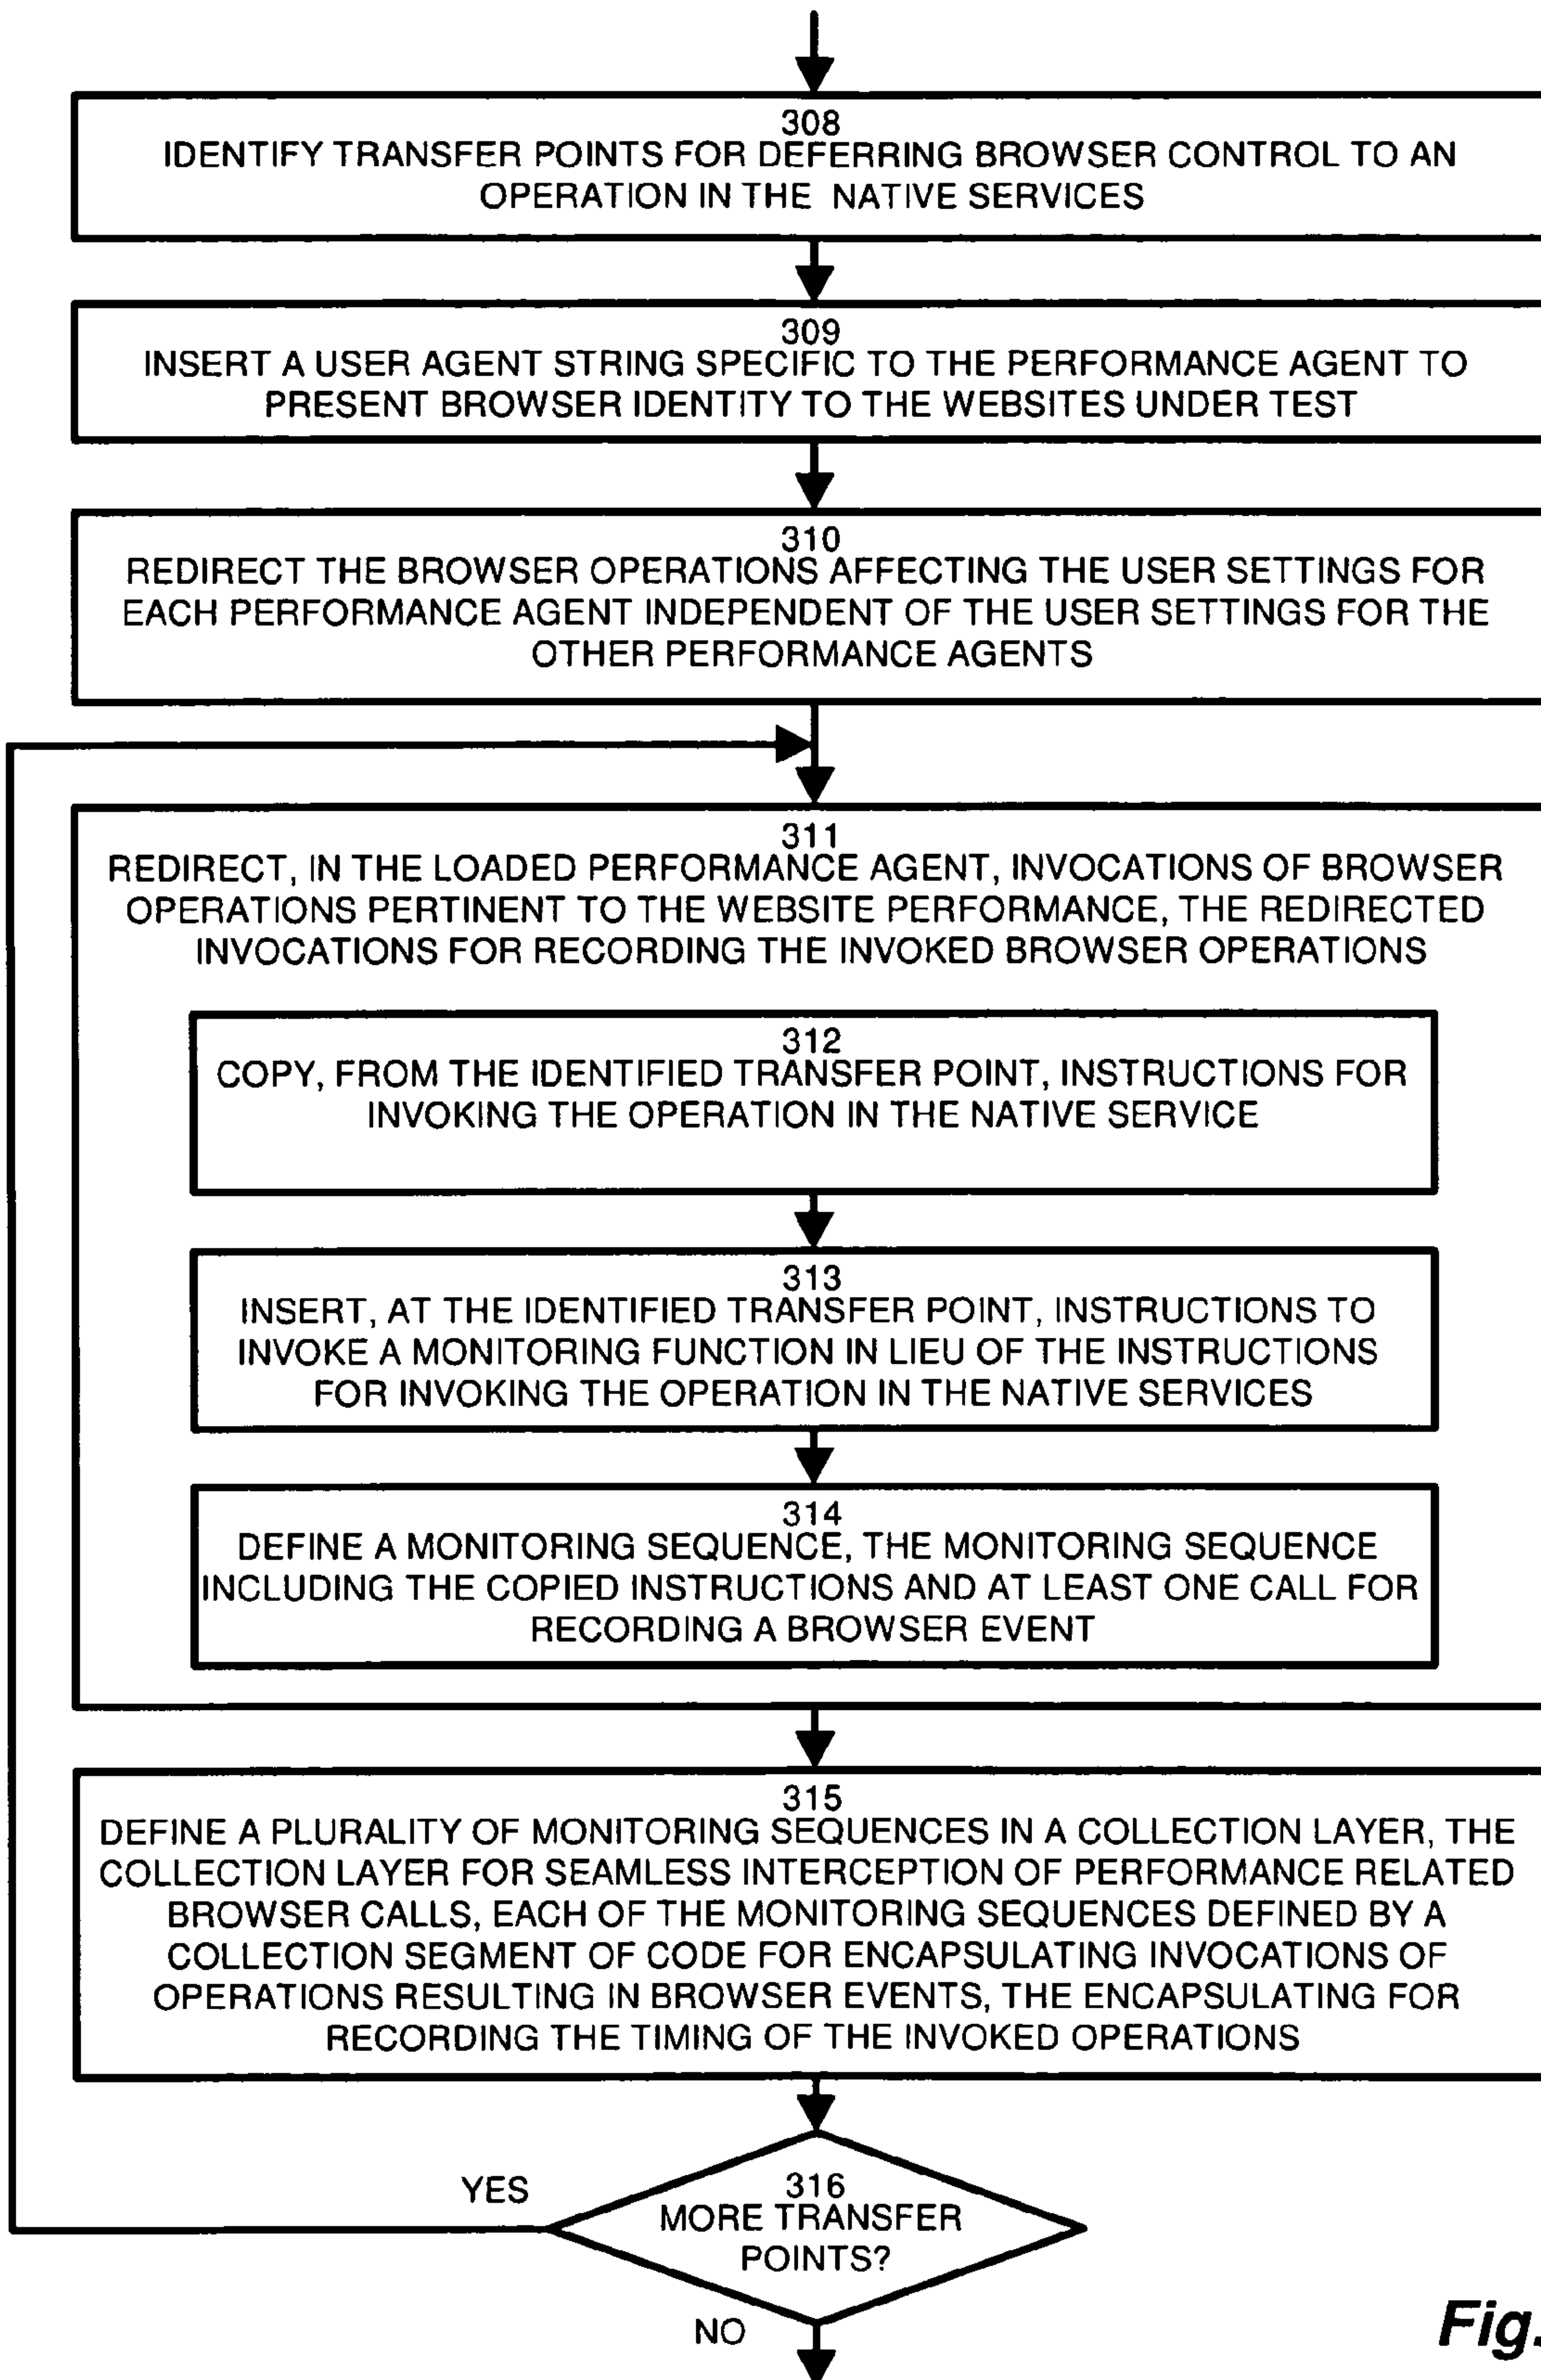 308
IDENTIFY TRANSFER POINTS FOR DEFERRING BROWSER CONTROL TO AN
OPERATION IN THE NATIVE SERVICES
309
INSERT A USER AGENT STRING SPECIFIC TO THE PERFORMANCE AGENT TO
PRESENT BROWSER IDENTITY TO THE WEBSITES UNDER TEST
310
REDIRECT THE BROWSER OPERATIONS AFFECTING THE USER SETTINGS FOR
EACH PERFORMANCE AGENT INDEPENDENT OF THE USER SETTINGS FOR THE
OTHER PERFORMANCE AGENTS
311
REDIRECT, IN THE LOADED PERFORMANCE AGENT, INVOCATIONS OF BROWSER
OPERATIONS PERTINENT TO THE WEBSITE PERFORMANCE, THE REDIRECTED
INVOCATIONS FOR RECORDING THE INVOKED BROWSER OPERATIONS
312
COPY, FROM THE IDENTIFIED TRANSFER POINT, INSTRUCTIONS FOR
INVOKING THE OPERATION IN THE NATIVE SERVICE
313
INSERT, AT THE IDENTIFIED TRANSFER POINT, INSTRUCTIONS TO
INVOKE A MONITORING FUNCTION IN LIEU OF THE INSTRUCTIONS
FOR INVOKING THE OPERATION IN THE NATIVE SERVICES
314
DEFINE A MONITORING SEQUENCE, THE MONITORING SEQUENCE
INCLUDING THE COPIED INSTRUCTIONS AND AT LEAST ONE CALL FOR
RECORDING A BROWSER EVENT
315
DEFINE A PLURALITY OF MONITORING SEQUENCES IN A COLLECTION LAYER, THE
COLLECTION LAYER FOR SEAMLESS INTERCEPTION OF PERFORMANCE RELATED
BROWSER CALLS, EACH OF THE MONITORING SEQUENCES DEFINED BY A
COLLECTION SEGMENT OF CODE FOR ENCAPSULATING INVOCATIONS OF
OPERATIONS RESULTING IN BROWSER EVENTS, THE ENCAPSULATING FOR
RECORDING THE TIMING OF THE INVOKED OPERATIONS
YES
316
MORE TRANSFER
POINTS?
NO
Fig.